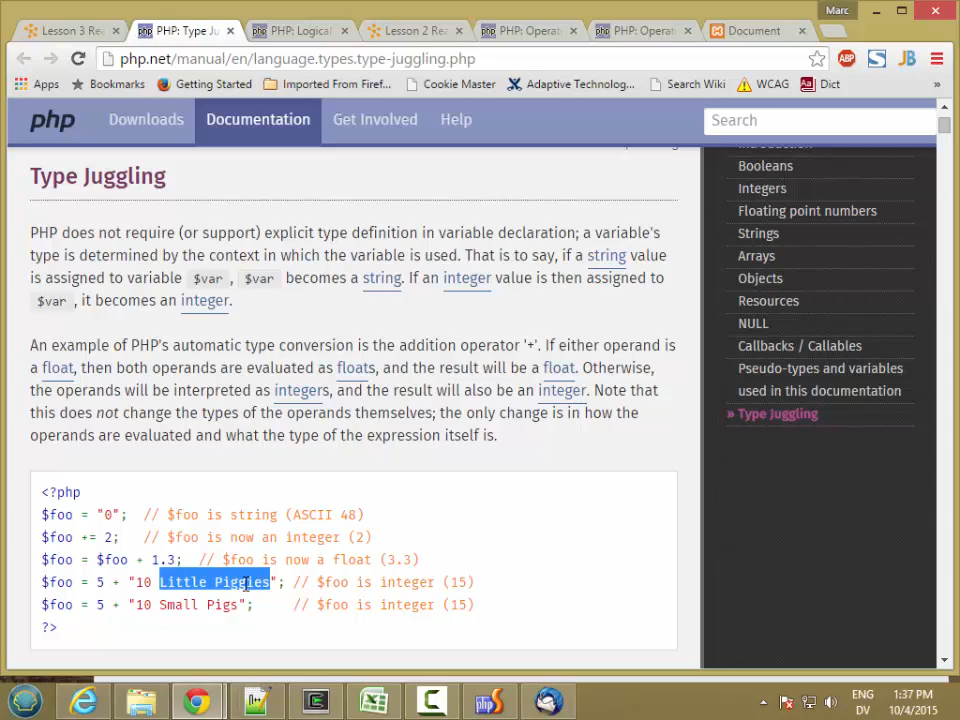 Marc
Lesson 3 Rea
PHP: Type Ju
PHP: Logical
Lesson 2 Rea
PHP: Operat
PHP: Operat
Document
php.net/manual/en/language.types.type-juggling.php
ABP
S
JB
Apps
Bookmarks
Getting Started
Imported From Firef...
Cookie Master
Adaptive Technolog...
Search Wiki
WCAG
Dict
»
php
Downloads
Documentation
Get Involved
Help
Search
Type Juggling
PHP does not require (or support) explicit type definition in variable declaration; a variable's
type is determined by the context in which the variable is used. That is to say, if a string value
is assigned to variable $var, $var becomes a string. If an integer value is then assigned to
$var, it becomes an integer.
An example of PHP's automatic type conversion is the addition operator '+'. If either operand is
a float, then both operands are evaluated as floats, and the result will be a float. Otherwise,
the operands will be interpreted as integers, and the result will also be an integer. Note that
this does not change the types of the operands themselves; the only change is in how the
operands are evaluated and what the type of the expression itself is.
<?php
$foo = "0";  // $foo is string (ASCII 48)
$foo += 2;   // $foo is now an integer (2)
$foo = $foo + 1.3;  // $foo is now a float (3.3)
$foo = 5 + "10 Little Piggies"; // $foo is integer (15)
$foo = 5 + "10 Small Pigs";     // $foo is integer (15)
?>
Booleans
Integers
Floating point numbers
Strings
Arrays
Objects
Resources
NULL
Callbacks / Callables
Pseudo-types and variables
used in this documentation
» Type Juggling
ENG
DV
1:37 PM
10/4/2015